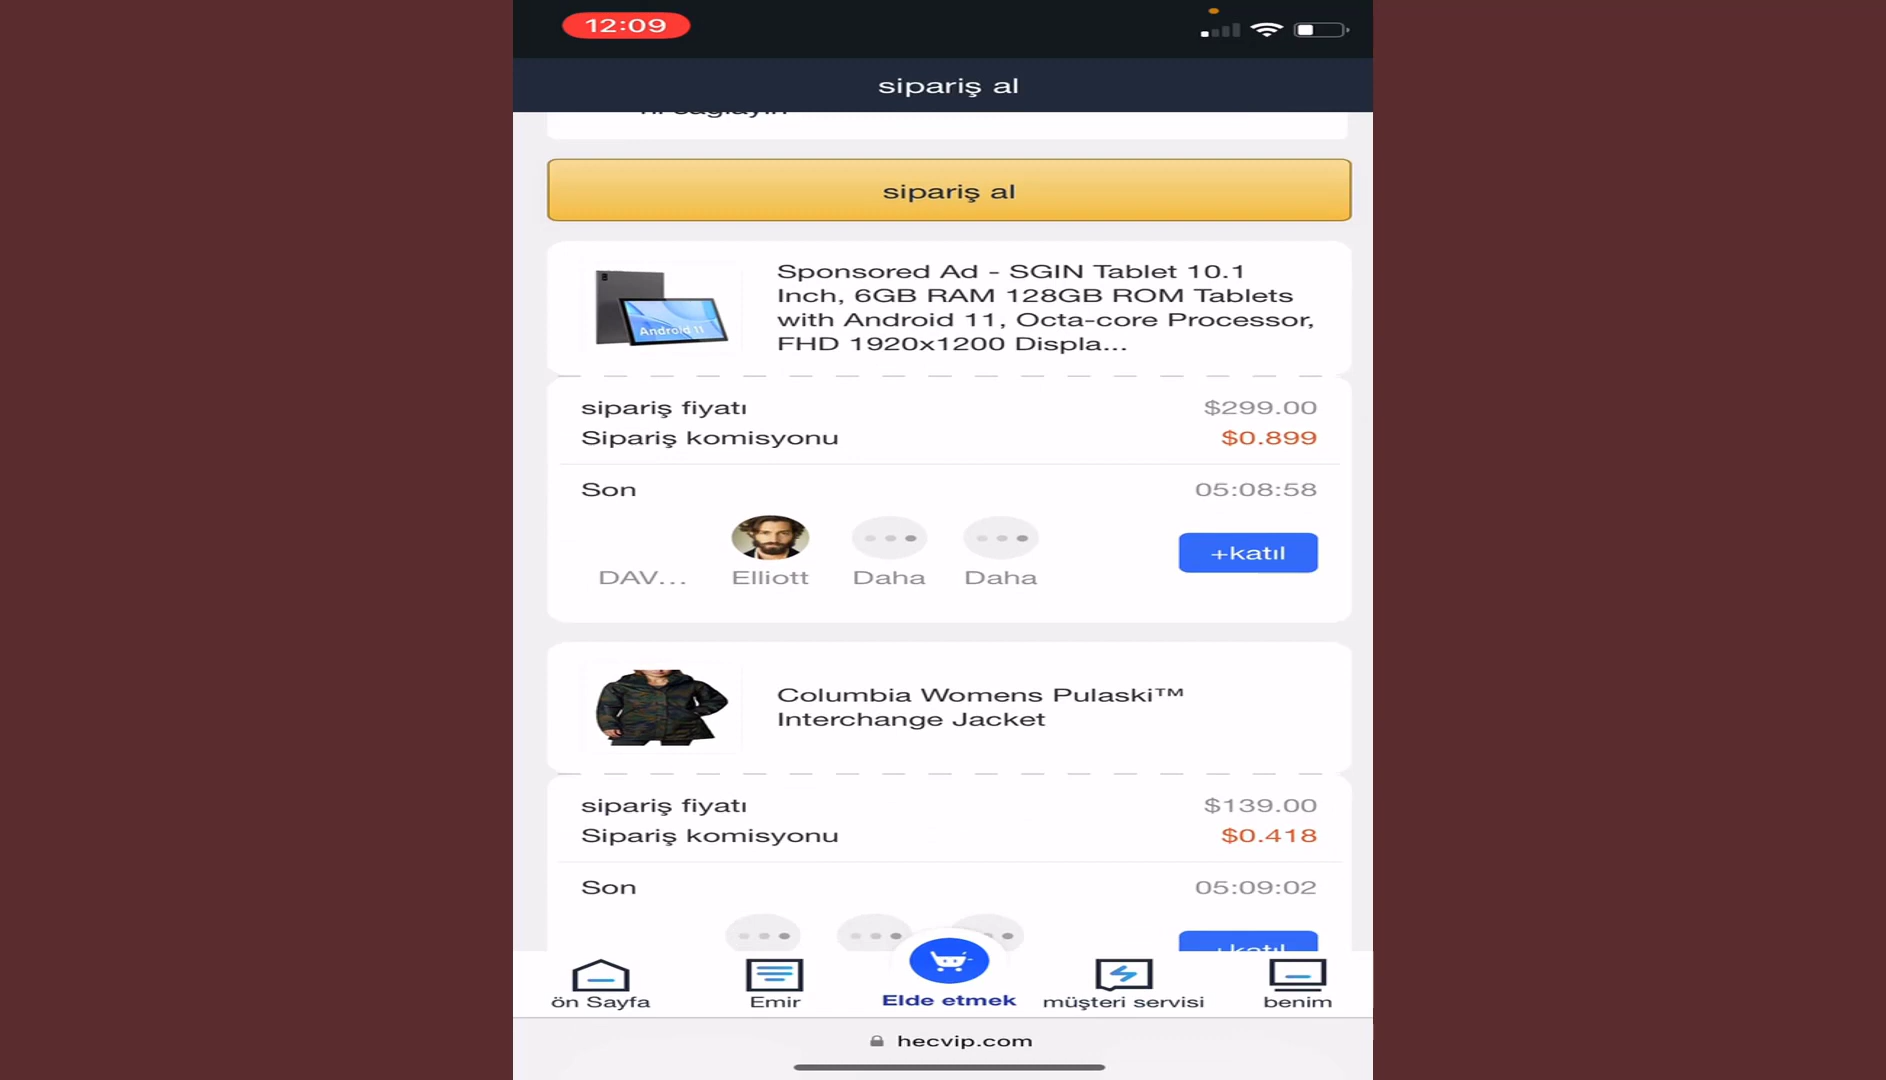 12:09
sipariş al
sağlayın
sipariş al
Sponsored Ad - SGIN Tablet 10.1
Inch, 6GB RAM 128GB ROM Tablets
with Android 11, Octa-core Processor,
FHD 1920x1200 Displa...
Android 11
sipariş fiyatı $299.00
Sipariş komisyonu $0.899
Son 05:08:58
+katıl
DAV... Elliott Daha Daha
Columbia Womens Pulaski™
Interchange Jacket
sipariş fiyatı $139.00
Sipariş komisyonu $0.418
Son 05:09:02
+katıl
ön Sayfa Emir Elde etmek müşteri servisi benim
hecvip.com